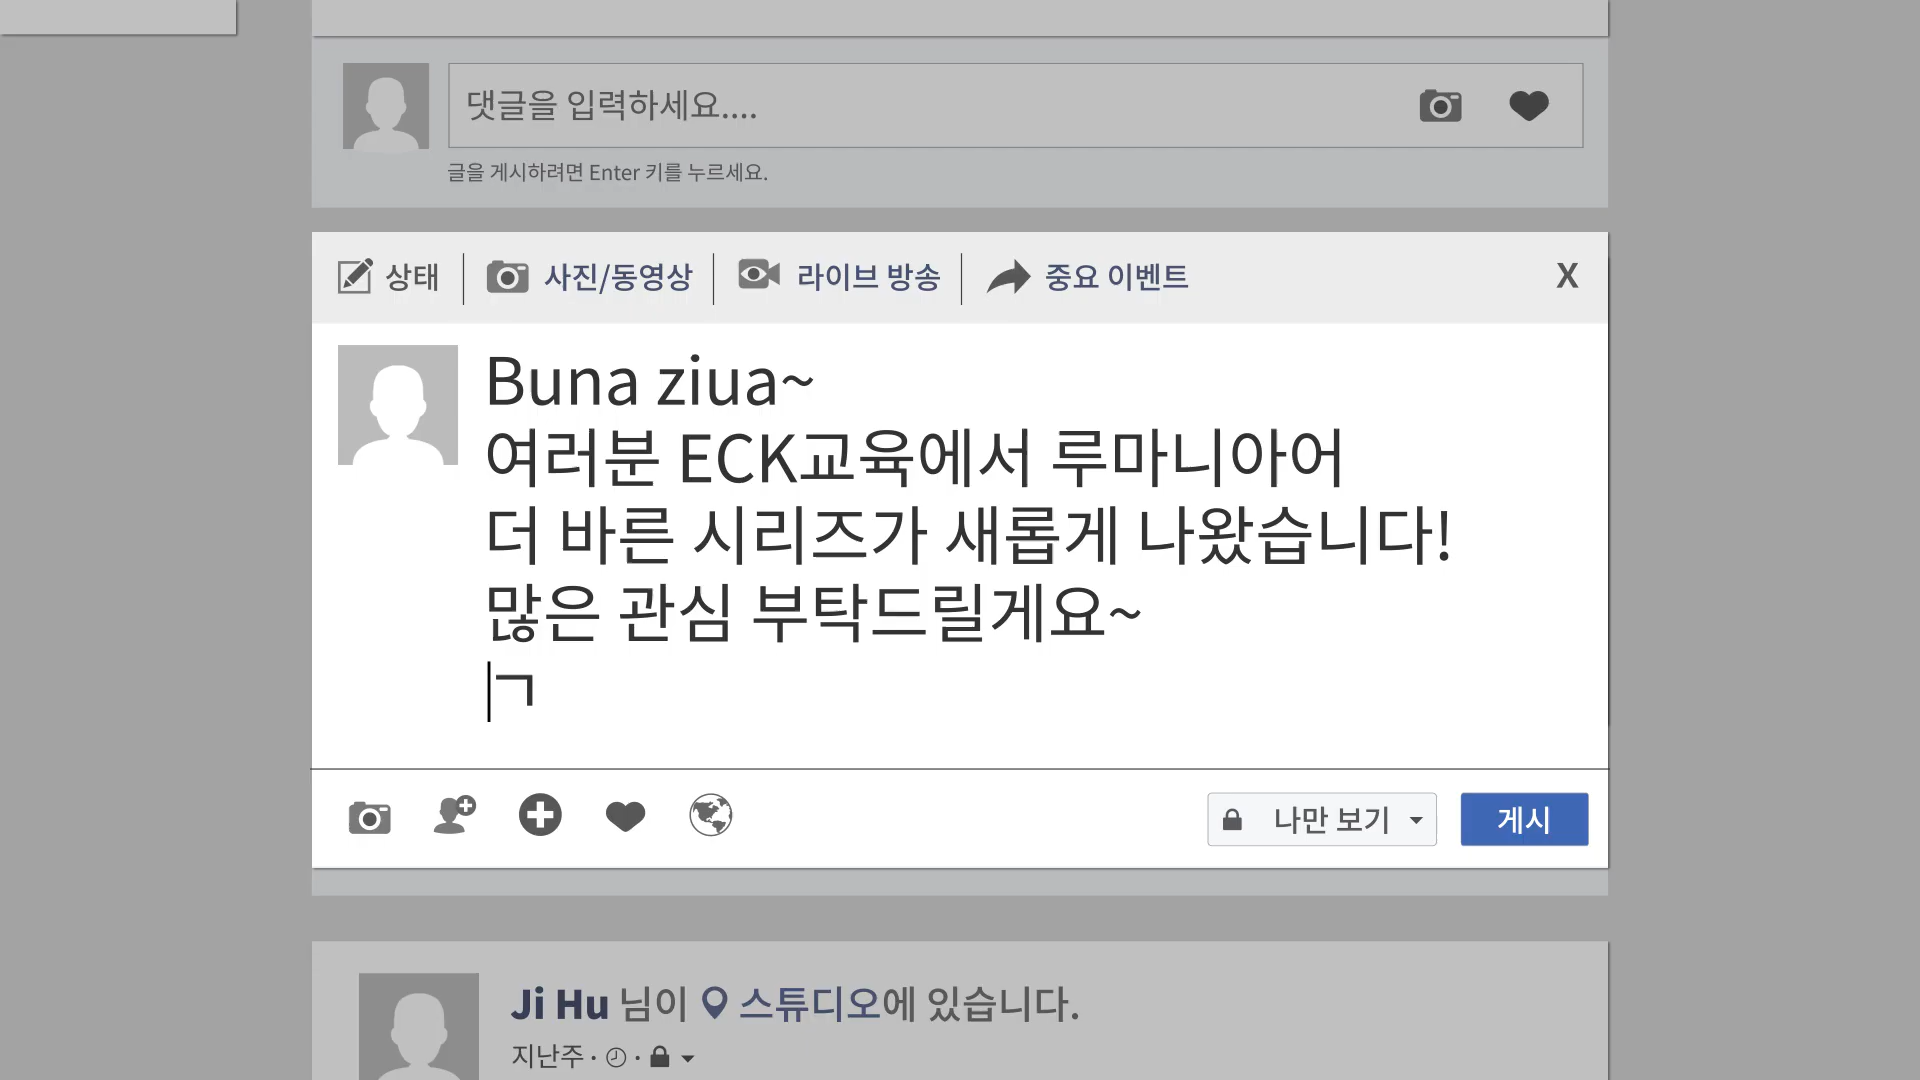 댓글을 입력하세요....
글을 게시하려면 Enter 키를 누르세요.
상태 사진/동영상 라이브 방송 중요 이벤트 X
Buna ziua~
여러분 ECK교육에서 루마니아어
더 바른 시리즈가 새롭게 나왔습니다!
많은 관심 부탁드릴게요~
ㄱ
나만 보기 게시
Ji Hu 님이 스튜디오에 있습니다.
지난주 · ·